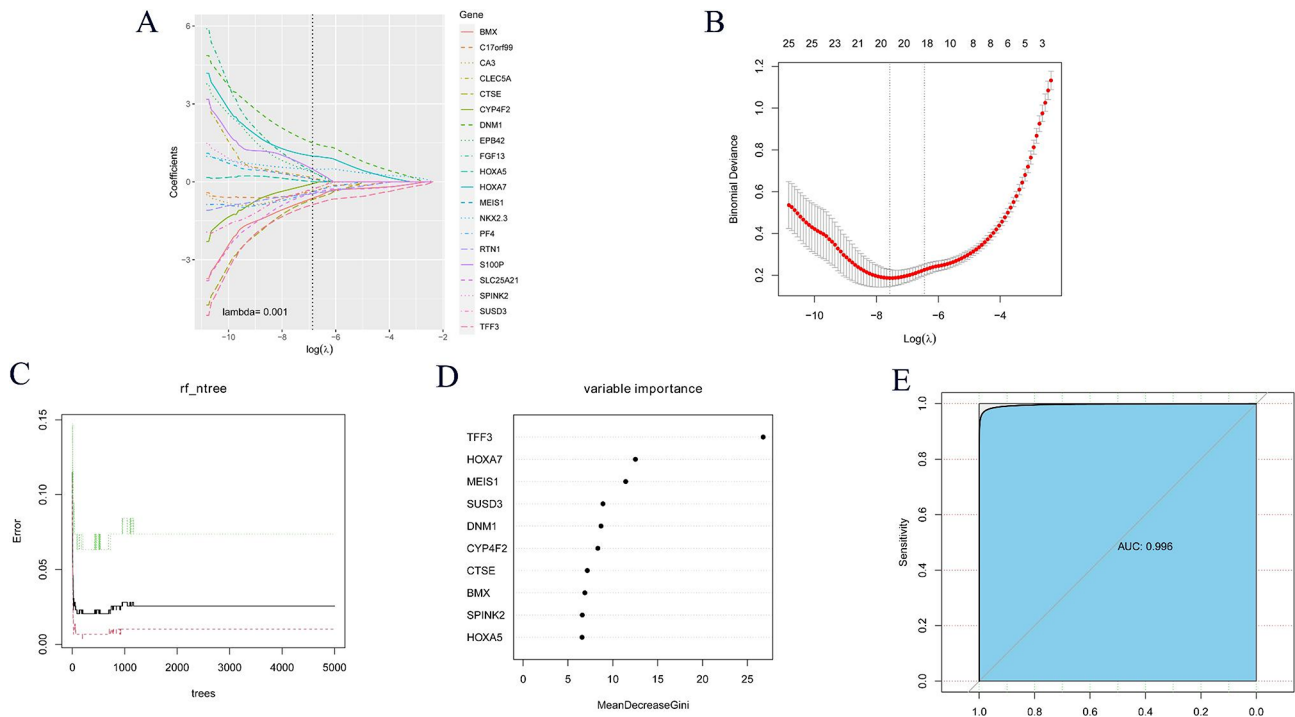 A
Gene
BMX
C17orf99
CA3
CLEC5A
CTSE
CYP4F2
DNM1
EPB42
FGF13
HOXA5
HOXA7
MEIS1
NKX2.3
PF4
RTN1
S100P
SLC25A21
SPINK2
SUSD3
TFF3
6
3
0
−3
Coefficients
lambda= 0.001
−10 −8 −6 −4 −2
log(λ)
B
25 25 23 21 20 20 18 10 8 8 6 5 3
1.2
1.0
0.8
0.6
0.4
0.2
Binomial Deviance
−10 −8 −6 −4
Log(λ)
C
rf_ntree
0.15
0.10
0.05
0.00
Error
0 1000 2000 3000 4000 5000
trees
D
variable importance
TFF3
HOXA7
MEIS1
SUSD3
DNM1
CYP4F2
CTSE
BMX
SPINK2
HOXA5
0 5 10 15 20 25
MeanDecreaseGini
E
1.0
0.8
0.6
0.4
0.2
0.0
Sensitivity
AUC: 0.996
1.0 0.8 0.6 0.4 0.2 0.0